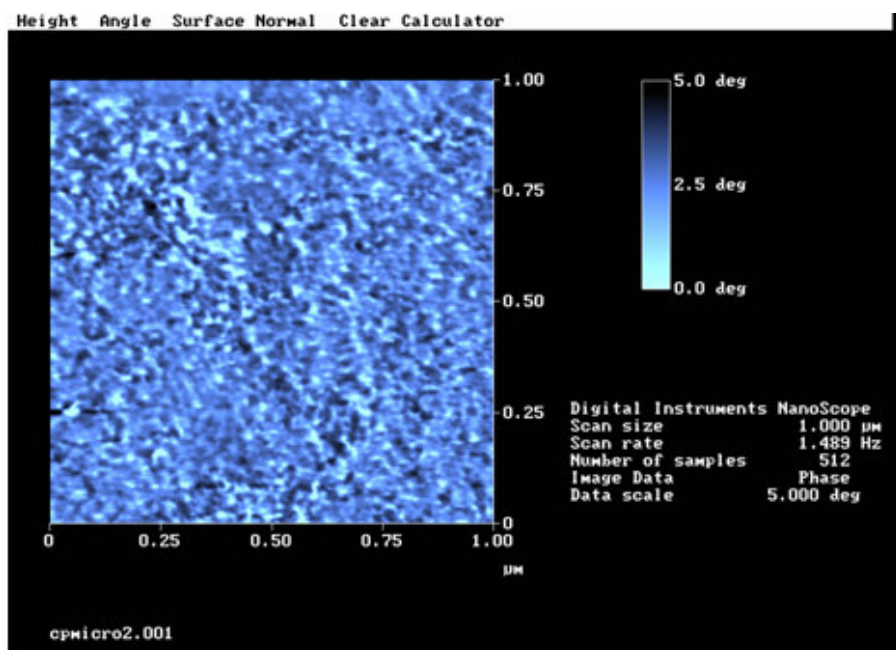 Height Angle Surface Normal Clear Calculator
1.00
0.75
0.50
0.25
0
0 0.25 0.50 0.75 1.00
µm
5.0 deg
2.5 deg
0.0 deg
Digital Instruments NanoScope
Scan size 1.000 µm
Scan rate 1.489 Hz
Number of samples 512
Image Data Phase
Data scale 5.000 deg
cpmicro2.001